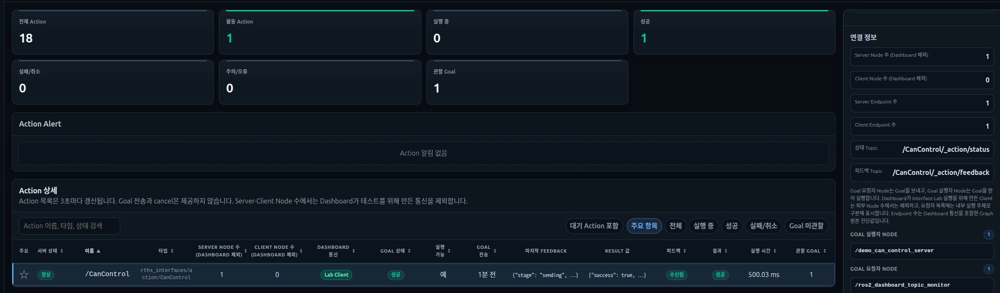 전체 Action
18
활동 Action
1
실행 중
0
성공
1
실패/취소
0
주의/오류
0
관찰 Goal
1
Action Alert
Action 알림 없음
Action 상세
Action 목록은 3초마다 갱신됩니다. Goal 전송과 cancel은 제공하지 않습니다. Server·Client Node 수에서는 Dashboard가 테스트를 위해 만든 통신을 제외합니다.
Action 이름, 타입, 상태 검색
대기 Action 포함
주요 항목
전체
실행 중
성공
실패/취소
Goal 미관찰
주요
서버 상태 ↕
이름 ▲
타입 ↕
SERVER NODE 수
(DASHBOARD 제외) ↕
CLIENT NODE 수
(DASHBOARD 제외) ↕
DASHBOARD
통신 ↕
GOAL 상태 ↕
실행
가능 ↕
GOAL
전송 ↕
마지막 FEEDBACK
RESULT 값
피드백 ↕
결과 ↕
실행 시간 ↕
관찰 GOAL ↕
☆
정상
/CanControl
rths_interfaces/a
ction/CanControl
1
0
Lab Client
성공
예
1분 전
{"stage": "sending", ...}
{"success": true, ...}
수신됨
성공
500.03 ms
1
연결 정보
Server Node 수 (Dashboard 제외)
1
Client Node 수 (Dashboard 제외)
0
Server Endpoint 수
1
Client Endpoint 수
1
상태 Topic
/CanControl/_action/status
피드백 Topic
/CanControl/_action/feedback
Goal 요청자 Node는 Goal을 보내고, Goal 실행자 Node는 Goal을 받
아 실행합니다. Dashboard가 Interface Lab 실행을 위해 만든 Client
는 외부 Node 수에서는 제외하고, 요청자 목록에는 내부 실행 주체로
구분해 표시합니다. Endpoint 수는 Dashboard 통신을 포함한 Graph
원본 진단값입니다.
GOAL 실행자 NODE
1
/demo_can_control_server
GOAL 요청자 NODE
1
/ros2_dashboard_topic_monitor